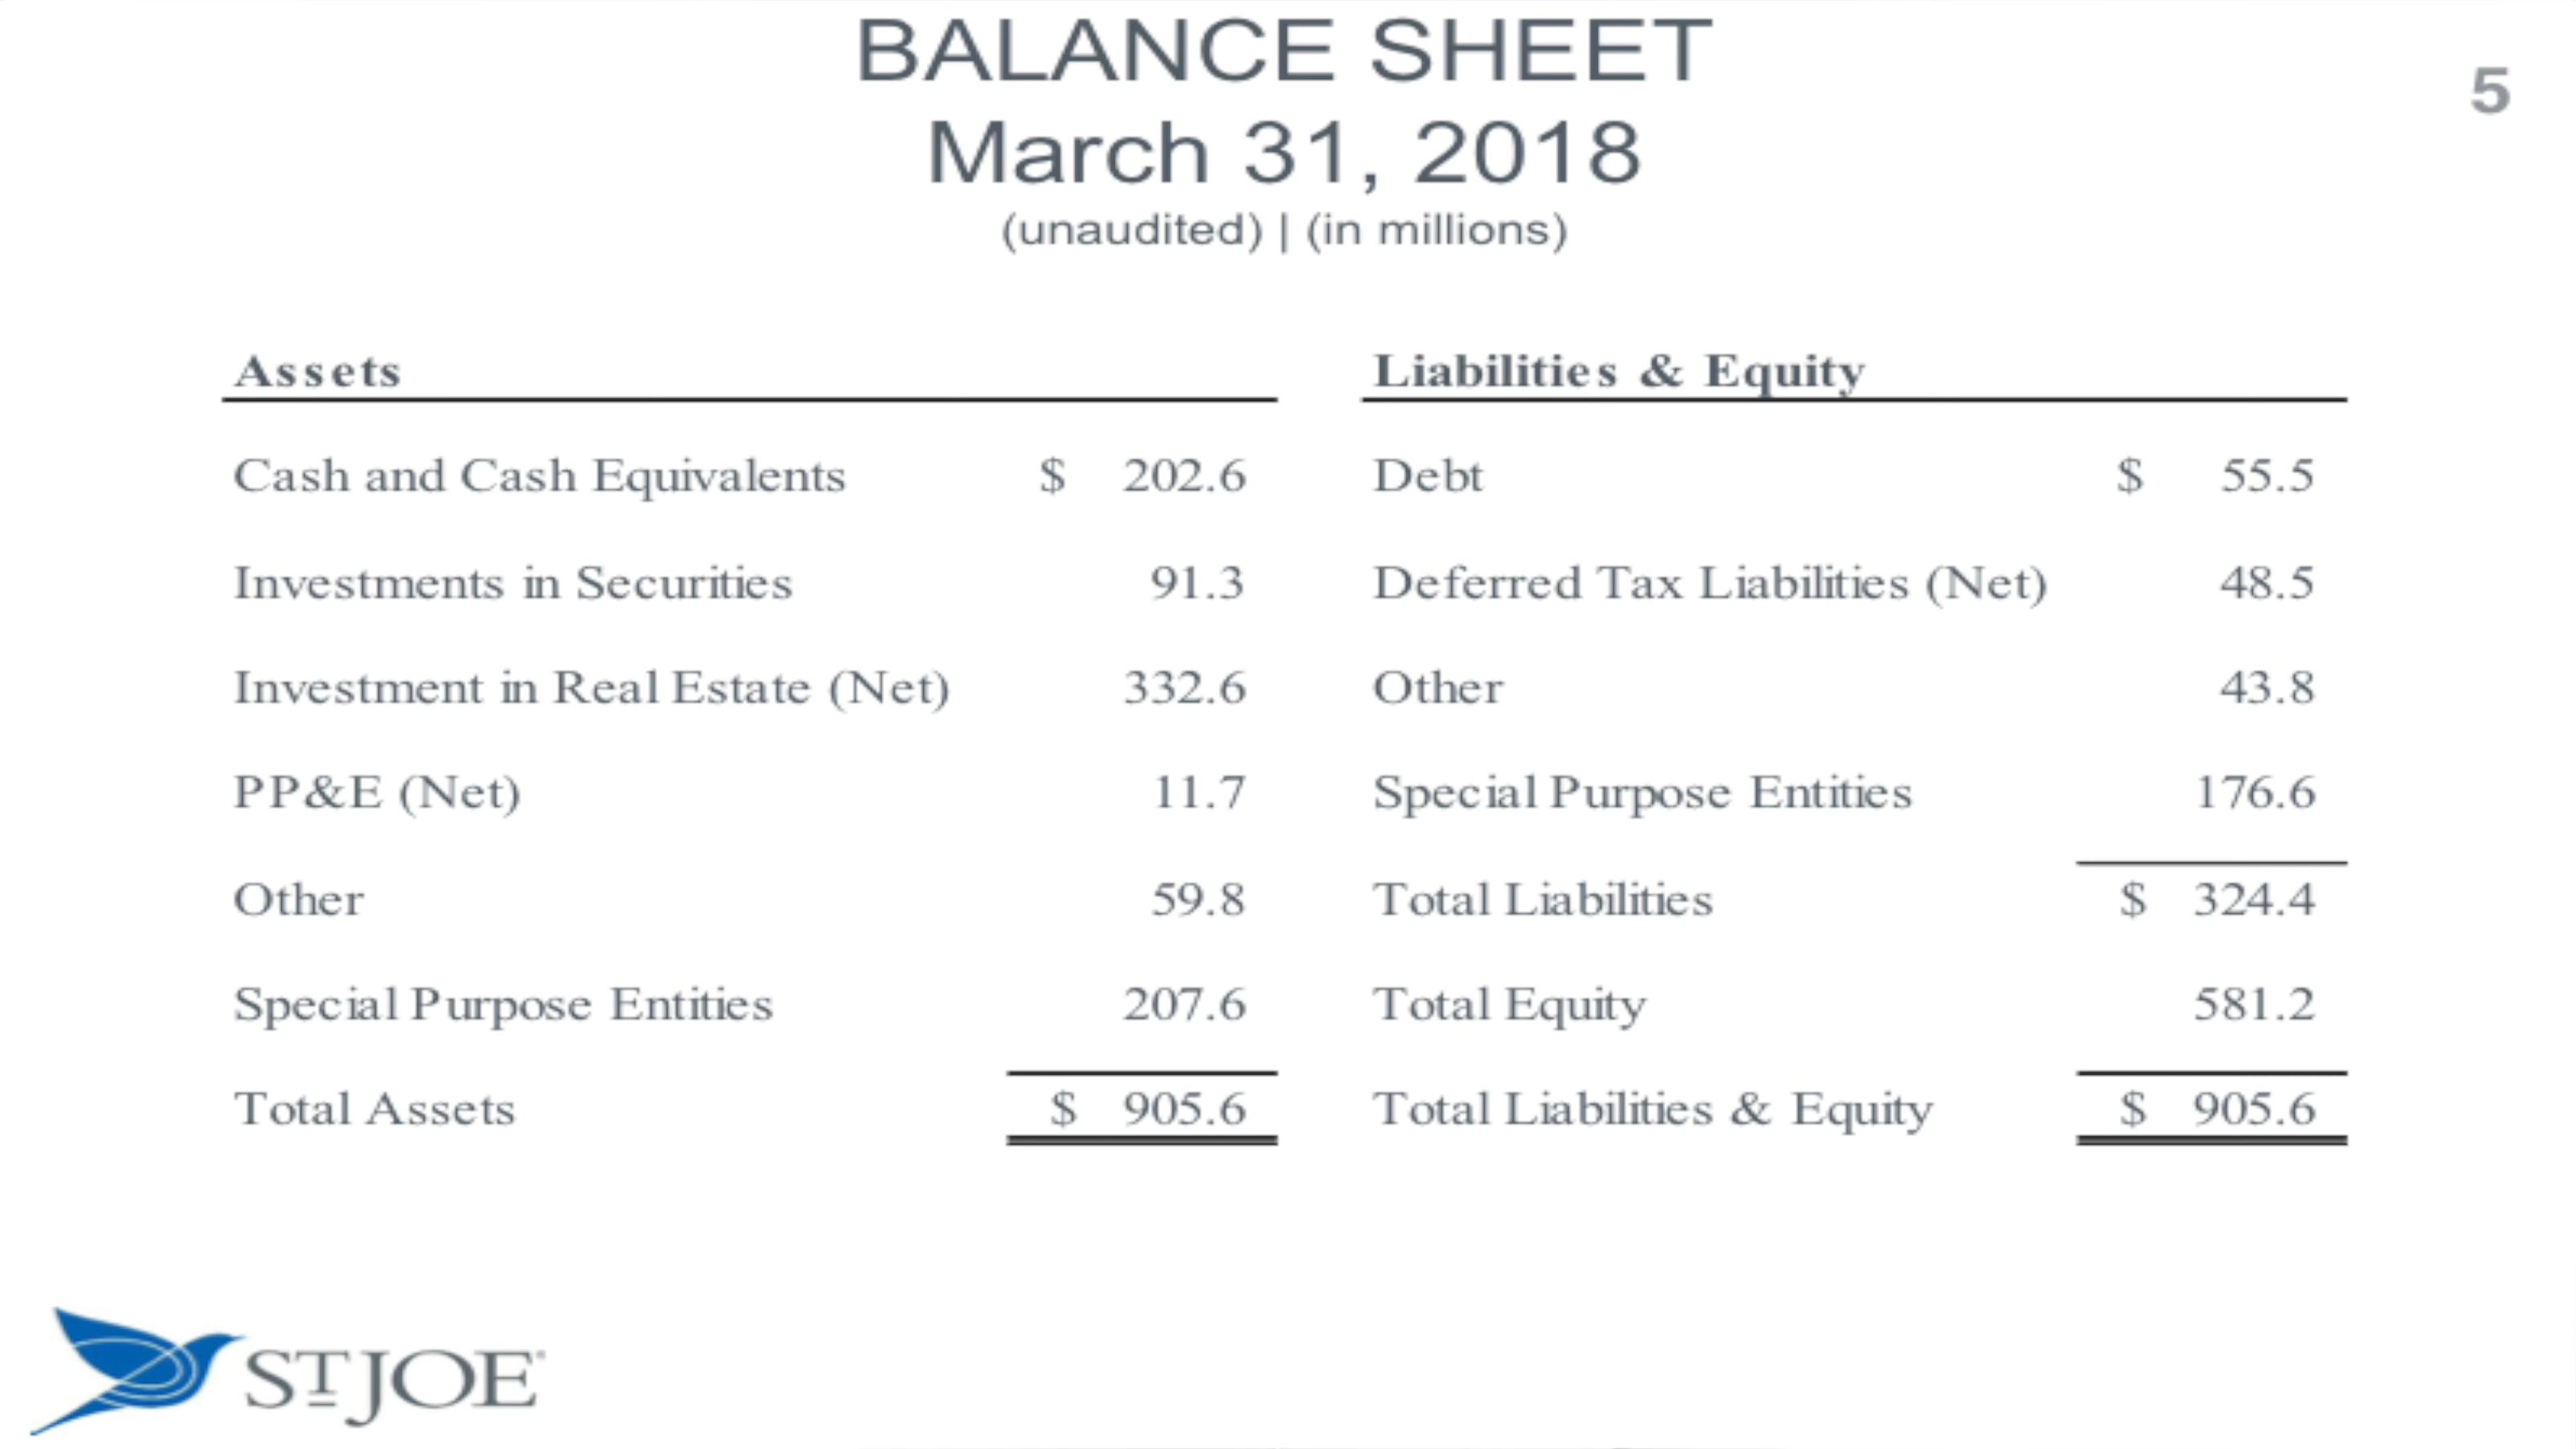 BALANCE SHEET
5
March 31, 2018
(unaudited) | (in millions)
Assets
Cash and Cash Equivalents $ 202.6
Investments in Securities 91.3
Investment in Real Estate (Net) 332.6
PP&E (Net) 11.7
Other 59.8
Special Purpose Entities 207.6
Total Assets $ 905.6
Liabilities & Equity
Debt $ 55.5
Deferred Tax Liabilities (Net) 48.5
Other 43.8
Special Purpose Entities 176.6
Total Liabilities $ 324.4
Total Equity 581.2
Total Liabilities & Equity $ 905.6
ST JOE